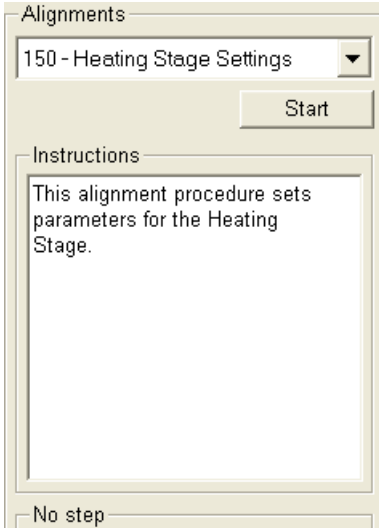 Alignments
150 - Heating Stage Settings
Start
Instructions
This alignment procedure sets
parameters for the Heating
Stage.
No step